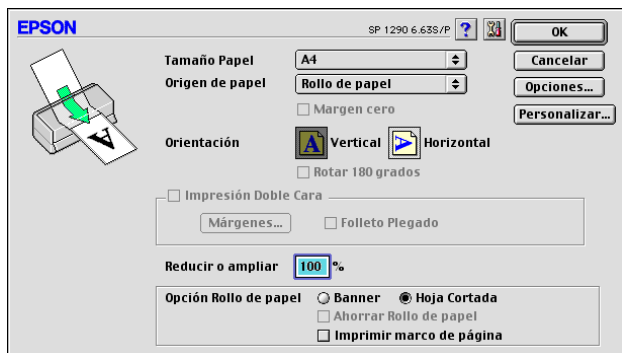 EPSON
SP 1290 6.63S/P ?
OK
Tamaño Papel A4
Cancelar
Origen de papel Rollo de papel
Opciones...
Margen cero
Personalizar...
Orientación A Vertical A Horizontal
Rotar 180 grados
Impresión Doble Cara
Márgenes... Folleto Plegado
Reducir o ampliar 100 %
Opción Rollo de papel Banner Hoja Cortada
Ahorrar Rollo de papel
Imprimir marco de página
A